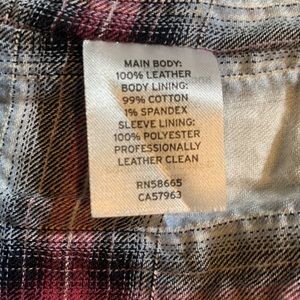 MAIN BODY:
100% LEATHER
BODY LINING:
99% COTTON
1% SPANDEX
SLEEVE LINING:
100% POLYESTER
PROFESSIONALLY
LEATHER CLEAN
RN58665
CA57963